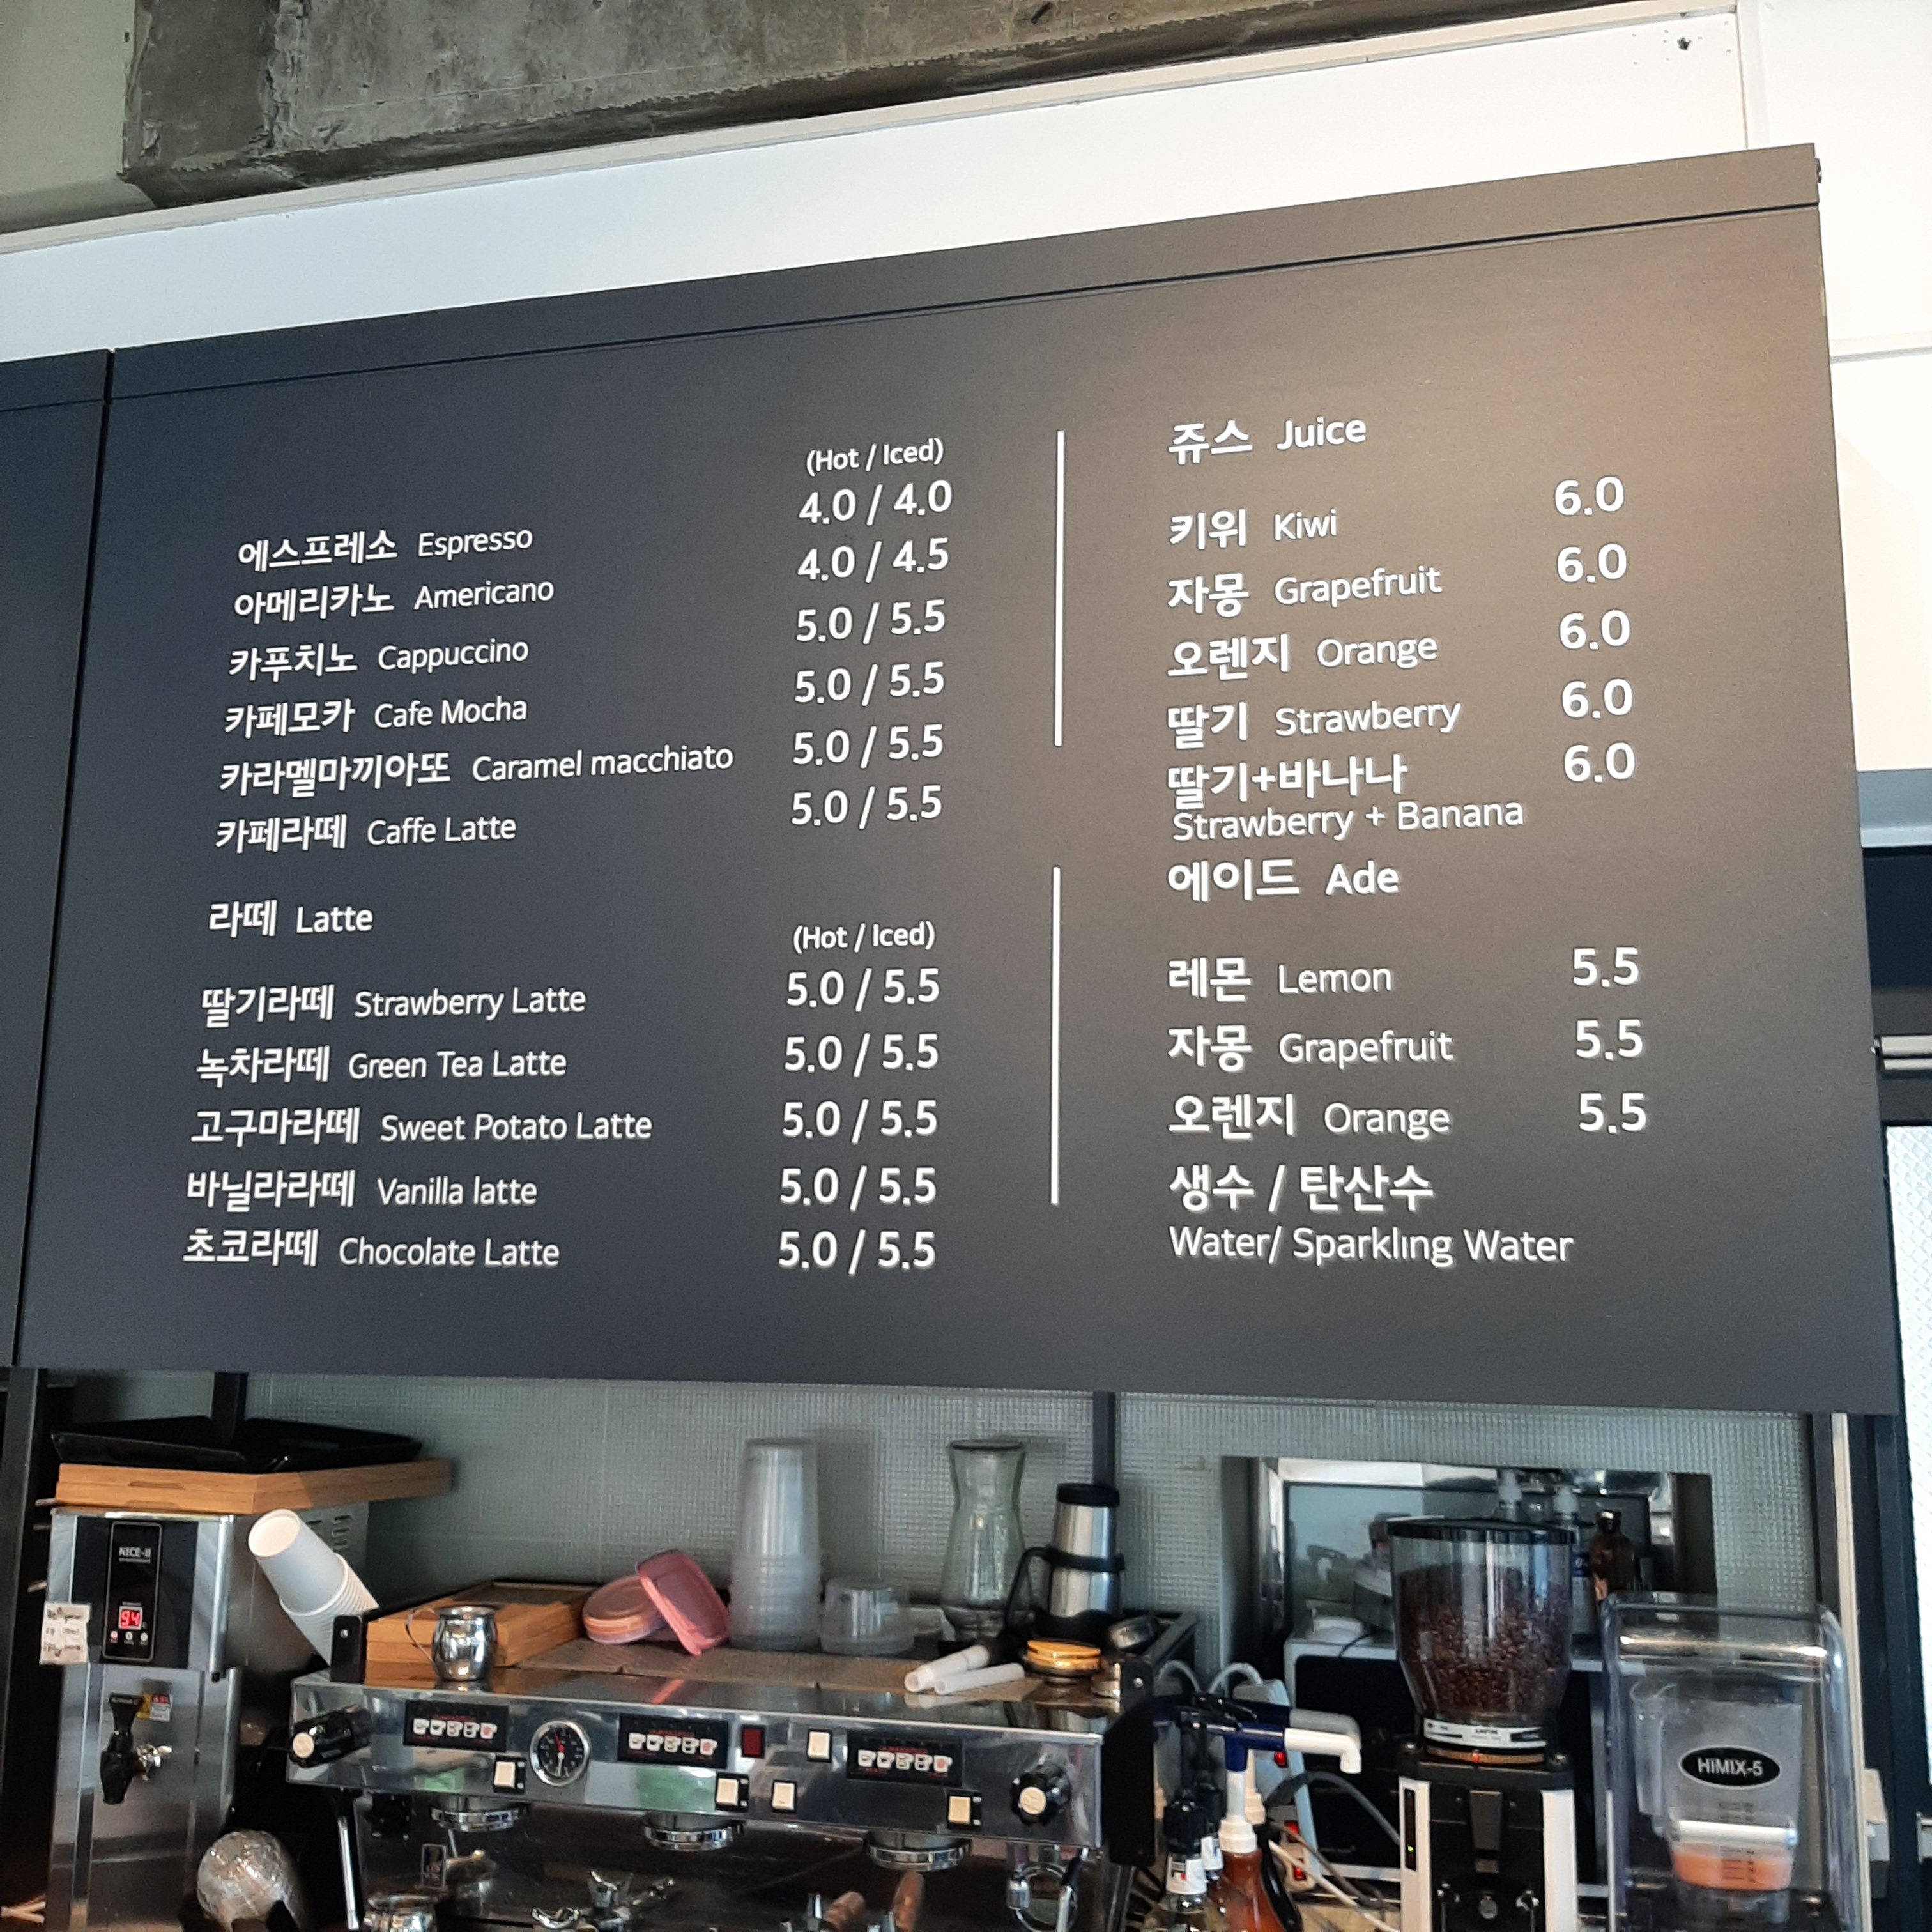 (Hot / Iced)
에스프레소 Espresso 4.0 / 4.0
아메리카노 Americano 4.0 / 4.5
카푸치노 Cappuccino 5.0 / 5.5
카페모카 Cafe Mocha 5.0 / 5.5
카라멜마끼아또 Caramel macchiato 5.0 / 5.5
카페라떼 Caffe Latte 5.0 / 5.5
라떼 Latte
(Hot / Iced)
딸기라떼 Strawberry Latte 5.0 / 5.5
녹차라떼 Green Tea Latte 5.0 / 5.5
고구마라떼 Sweet Potato Latte 5.0 / 5.5
바닐라라떼 Vanilla latte 5.0 / 5.5
초코라떼 Chocolate Latte 5.0 / 5.5
쥬스 Juice
키위 Kiwi 6.0
자몽 Grapefruit 6.0
오렌지 Orange 6.0
딸기 Strawberry 6.0
딸기+바나나 6.0
Strawberry + Banana
에이드 Ade
레몬 Lemon 5.5
자몽 Grapefruit 5.5
오렌지 Orange 5.5
생수 / 탄산수
Water/ Sparkling Water
NICE-II
94
HiMIX-5